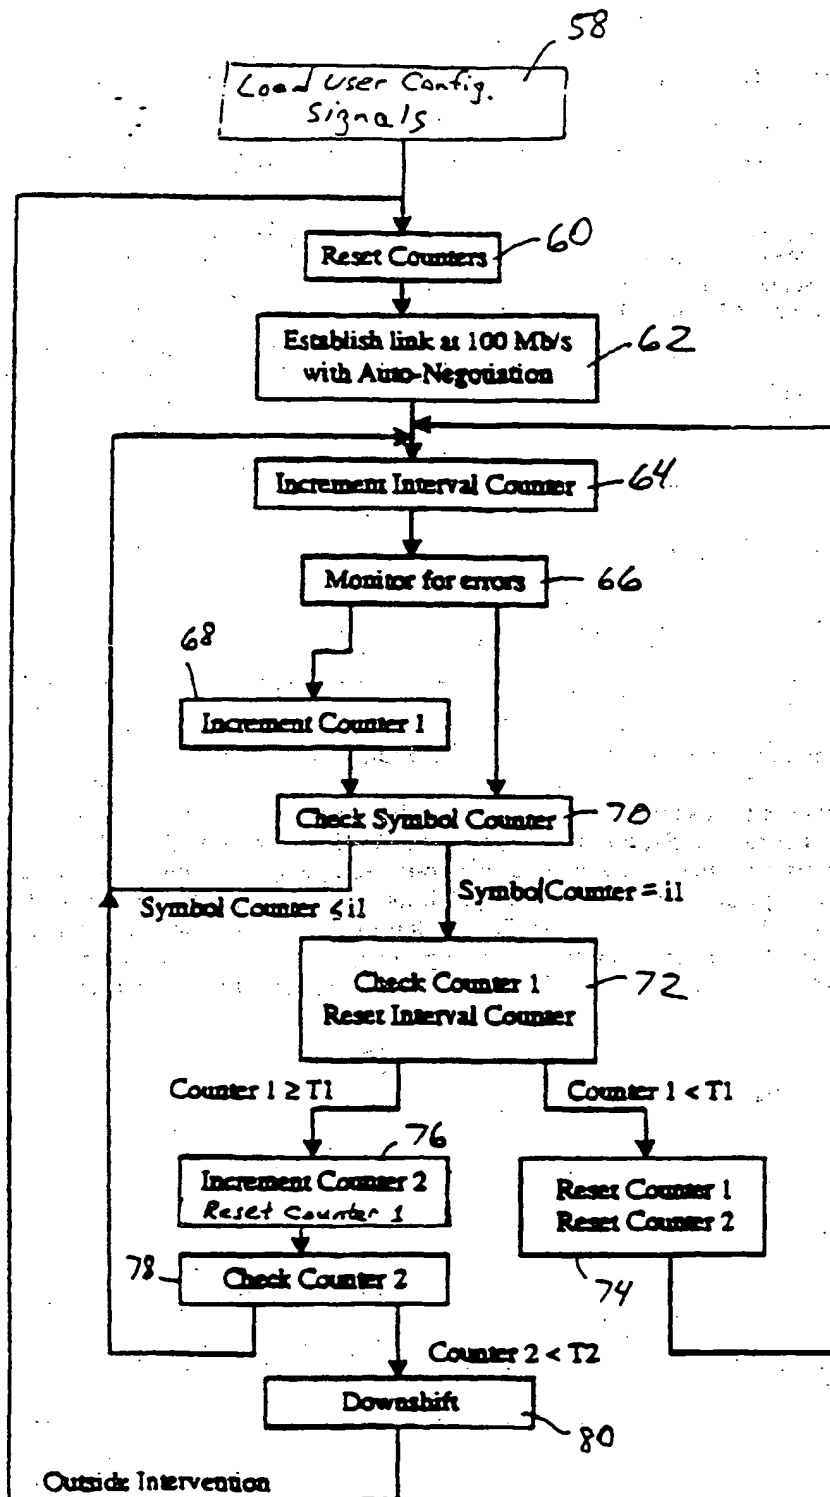 58
Load User Config.
Signals
Reset Counters
60
Establish link at 100 Mb/s
with Auto-Negotiation
62
Increment Interval Counter
64
Monitor for errors
66
68
Increment Counter 1
Check Symbol Counter
70
Symbol Counter ≤ i1
Symbol Counter = i1
Check Counter 1
Reset Interval Counter
72
Counter 1 ≥ T1
Counter 1 < T1
76
Increment Counter 2
Reset Counter 1
Reset Counter 1
Reset Counter 2
74
78
Check Counter 2
Counter 2 < T2
Downshift
80
Outside Intervention